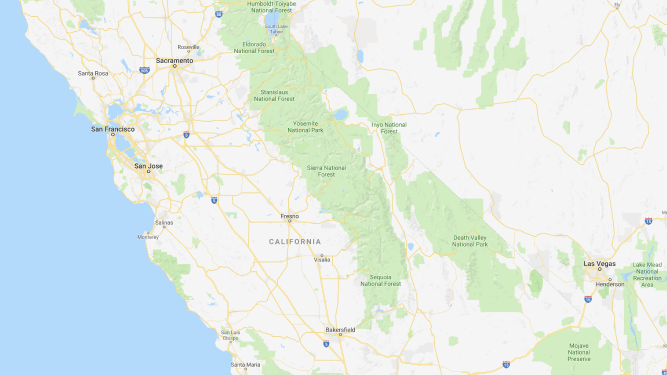 Humboldt-Toiyabe
National Forest
South Lake
Tahoe
Eldorado
National Forest
Roseville
Sacramento
Santa Rosa
Stanislaus
National Forest
San Francisco
Yosemite
National Park
Inyo National
Forest
San Jose
Sierra National
Forest
Fresno
Salinas
Monterey
CALIFORNIA
Death Valley
National Park
Visalia
Las Vegas
Lake Mead
National
Recreation
Area
Henderson
Sequoia
National Forest
San Luis
Obispo
Bakersfield
Mojave
National
Preserve
Santa Maria